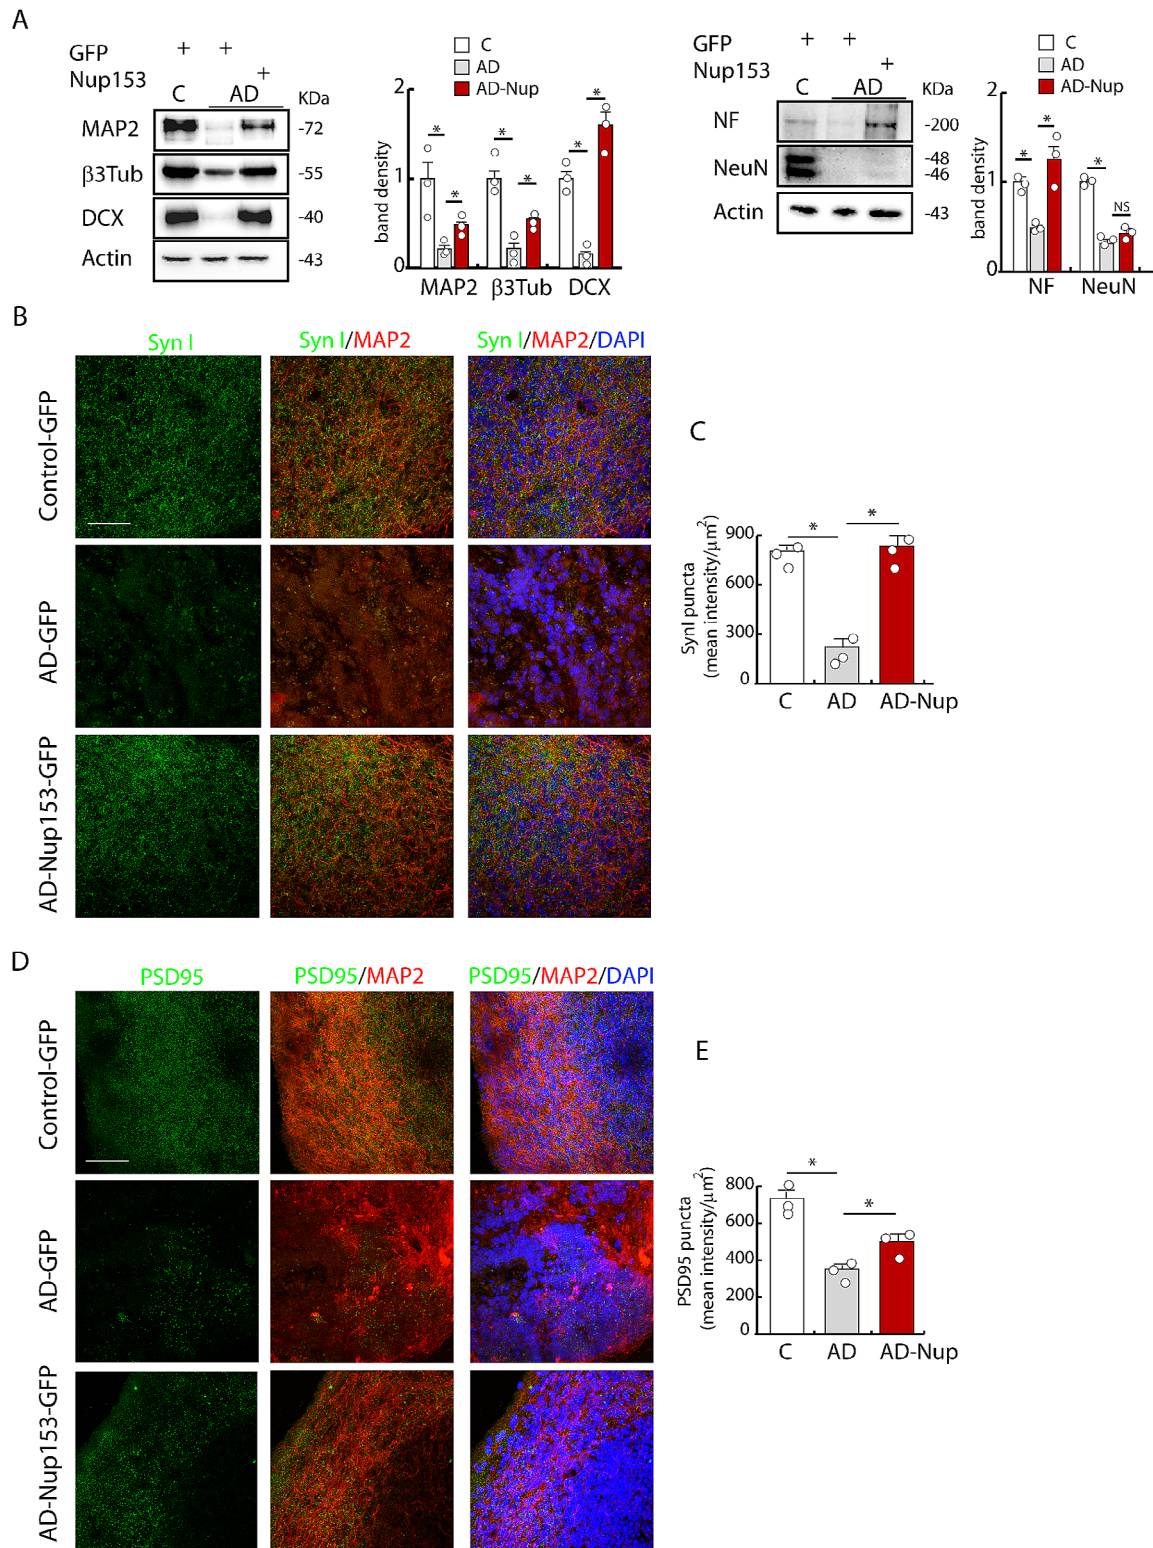 A
GFP + +
Nup153 +
C AD KDa
MAP2 -72
β3Tub -55
DCX -40
Actin -43
C
AD
AD-Nup
band density
2
1
0
* * * * * *
MAP2 β3Tub DCX
GFP + +
Nup153 +
C AD KDa
NF -200
NeuN -48
-46
Actin -43
C
AD
AD-Nup
band density
2
1
0
* * * NS
NF NeuN
B
Syn I Syn I/MAP2 Syn I/MAP2/DAPI
Control-GFP
AD-GFP
AD-Nup153-GFP
C
SynI puncta
(mean intensity/μm²)
900
600
300
0
* *
C AD AD-Nup
D
PSD95 PSD95/MAP2 PSD95/MAP2/DAPI
Control-GFP
AD-GFP
AD-Nup153-GFP
E
PSD95 puncta
(mean intensity/μm²)
800
600
400
200
0
* *
C AD AD-Nup